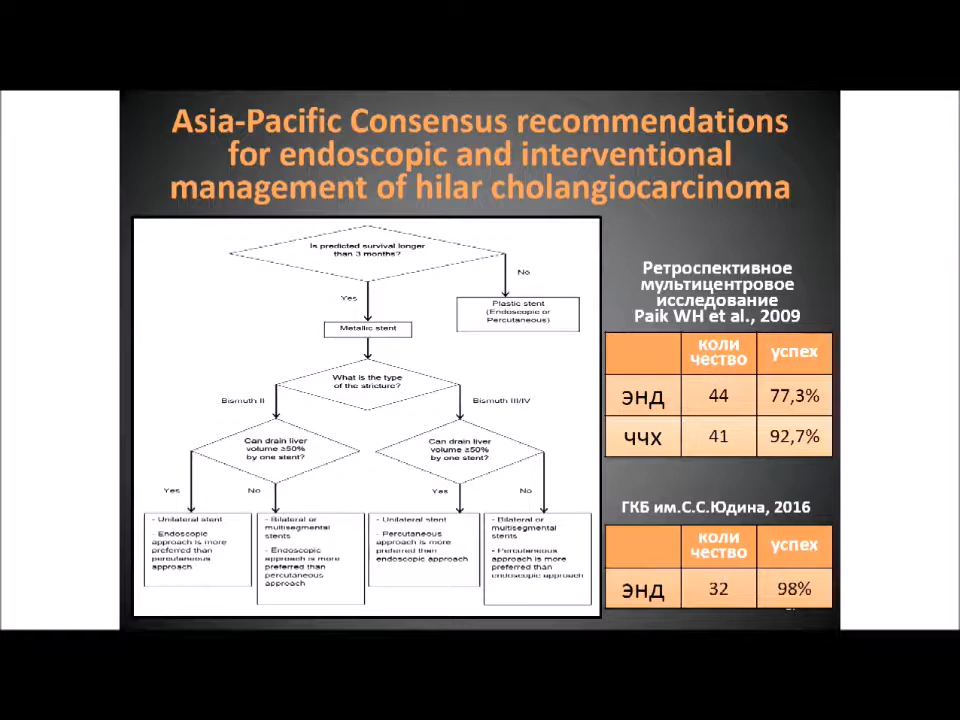 Asia-Pacific Consensus recommendations
for endoscopic and interventional
management of hilar cholangiocarcinoma
Is predicted survival longer
than 3 months?
No
Yes
Plastic stent
(Endoscopic or
Percutaneous)
Metallic stent
What is the type
of the stricture?
Bismuth II
Bismuth III/IV
Can drain liver
volume ≥50%
by one stent?
Can drain liver
volume ≥50%
by one stent?
Yes
No
Yes
No
- Unilateral stent
- Endoscopic
approach is more
preferred than
percutaneous
approach
- Bilateral or
multisegmental
stents
- Endoscopic
approach is more
preferred than
percutaneous
approach
- Unilateral stent
- Percutaneous
approach is more
preferred than
endoscopic approach
- Bilateral or
multisegmental
stents
- Percutaneous
approach is more
preferred than
endoscopic approach
Ретроспективное
мультицентровое
исследование
Paik WH et al., 2009
коли
чество
успех
энд 44 77,3%
ччх 41 92,7%
ГКБ им.С.С.Юдина, 2016
коли
чество
успех
энд 32 98%